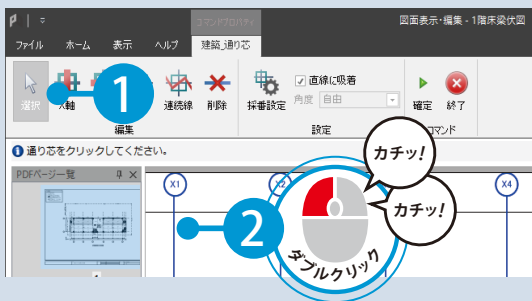 コマンドプロパティ
図面表示・編集 - 1階床梁伏図
ファイル ホーム 表示 ヘルプ 建築_通り芯
選択 X軸 連続線 削除 採番設定 直線に吸着 角度 自由 確定 終了
編集 設定 コマンド
通り芯をクリックしてください。
PDFページ一覧
1
2
X1 X2 X4
カチッ!
カチッ!
ダブルクリック